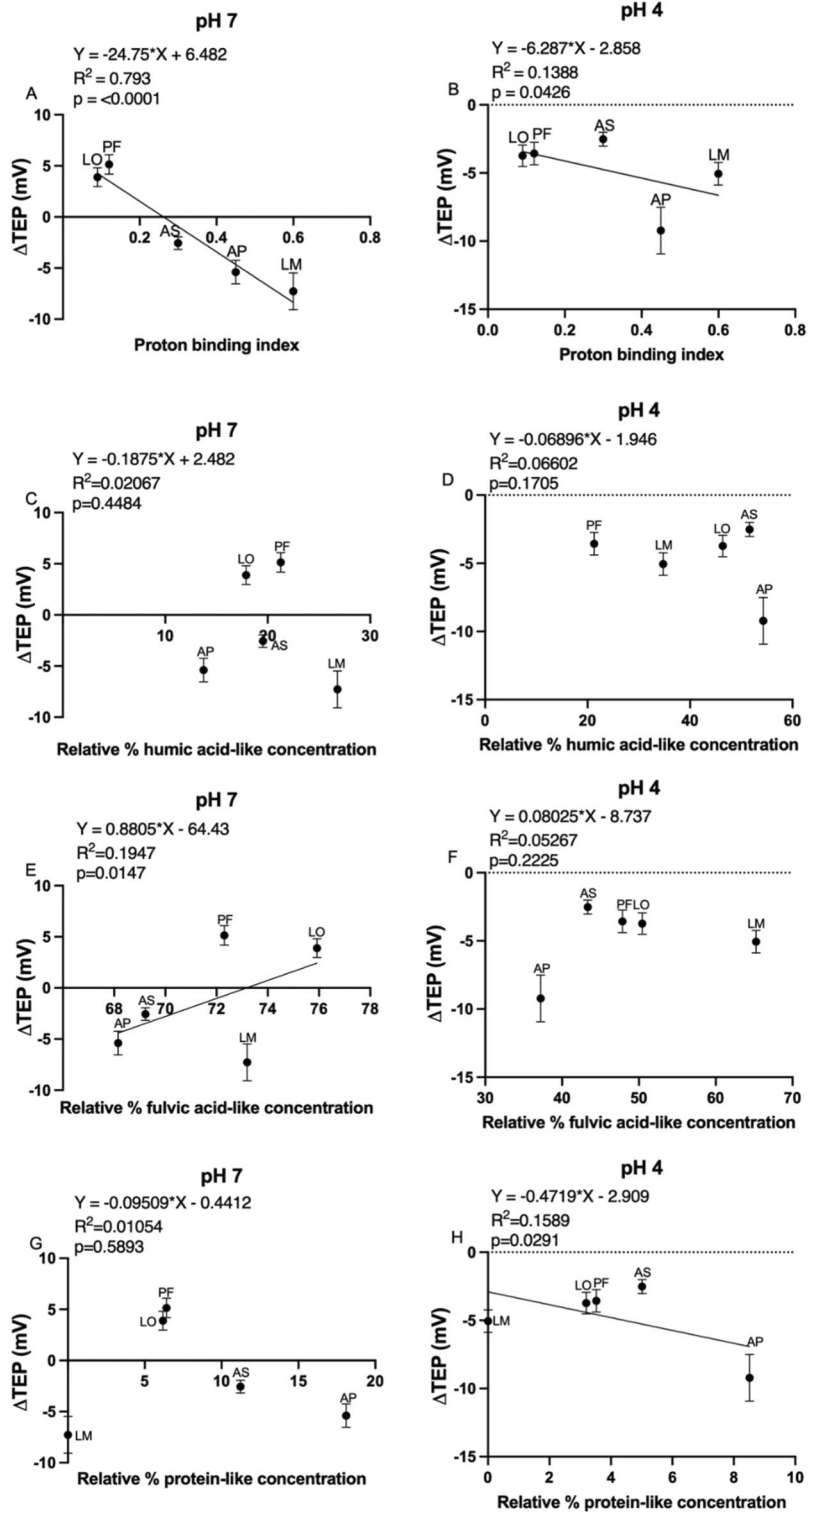 pH 7
Y = -24.75*X + 6.482
R2 = 0.793
p = <0.0001
A
10
5
0
-5
-10
ΔTEP (mV)
LO
PF
AS
AP
LM
0.2
0.4
0.6
0.8
Proton binding index
pH 4
Y = -6.287*X - 2.858
R2 = 0.1388
p = 0.0426
B
0
-5
-10
-15
ΔTEP (mV)
LO
PF
AS
LM
AP
0.0
0.2
0.4
0.6
0.8
Proton binding index
pH 7
Y = -0.1875*X + 2.482
R2=0.02067
p=0.4484
C
10
5
0
-5
-10
ΔTEP (mV)
LO
PF
AP
AS
LM
10
20
30
Relative % humic acid-like concentration
pH 4
Y = -0.06896*X - 1.946
R2=0.06602
p=0.1705
D
0
-5
-10
-15
ΔTEP (mV)
PF
LM
LO
AS
AP
0
20
40
60
Relative % humic acid-like concentration
pH 7
Y = 0.8805*X - 64.43
R2=0.1947
p=0.0147
E
10
5
0
-5
-10
ΔTEP (mV)
PF
LO
AS
AP
LM
68
70
72
74
76
78
Relative % fulvic acid-like concentration
pH 4
Y = 0.08025*X - 8.737
R2=0.05267
p=0.2225
F
0
-5
-10
-15
ΔTEP (mV)
AS
PF
LO
LM
AP
30
40
50
60
70
Relative % fulvic acid-like concentration
pH 7
Y = -0.09509*X - 0.4412
R2=0.01054
p=0.5893
G
10
5
0
-5
-10
ΔTEP (mV)
PF
LO
AS
AP
LM
5
10
15
20
Relative % protein-like concentration
pH 4
Y = -0.4719*X - 2.909
R2=0.1589
p=0.0291
H
0
-5
-10
-15
ΔTEP (mV)
LO
PF
AS
LM
AP
0
2
4
6
8
10
Relative % protein-like concentration